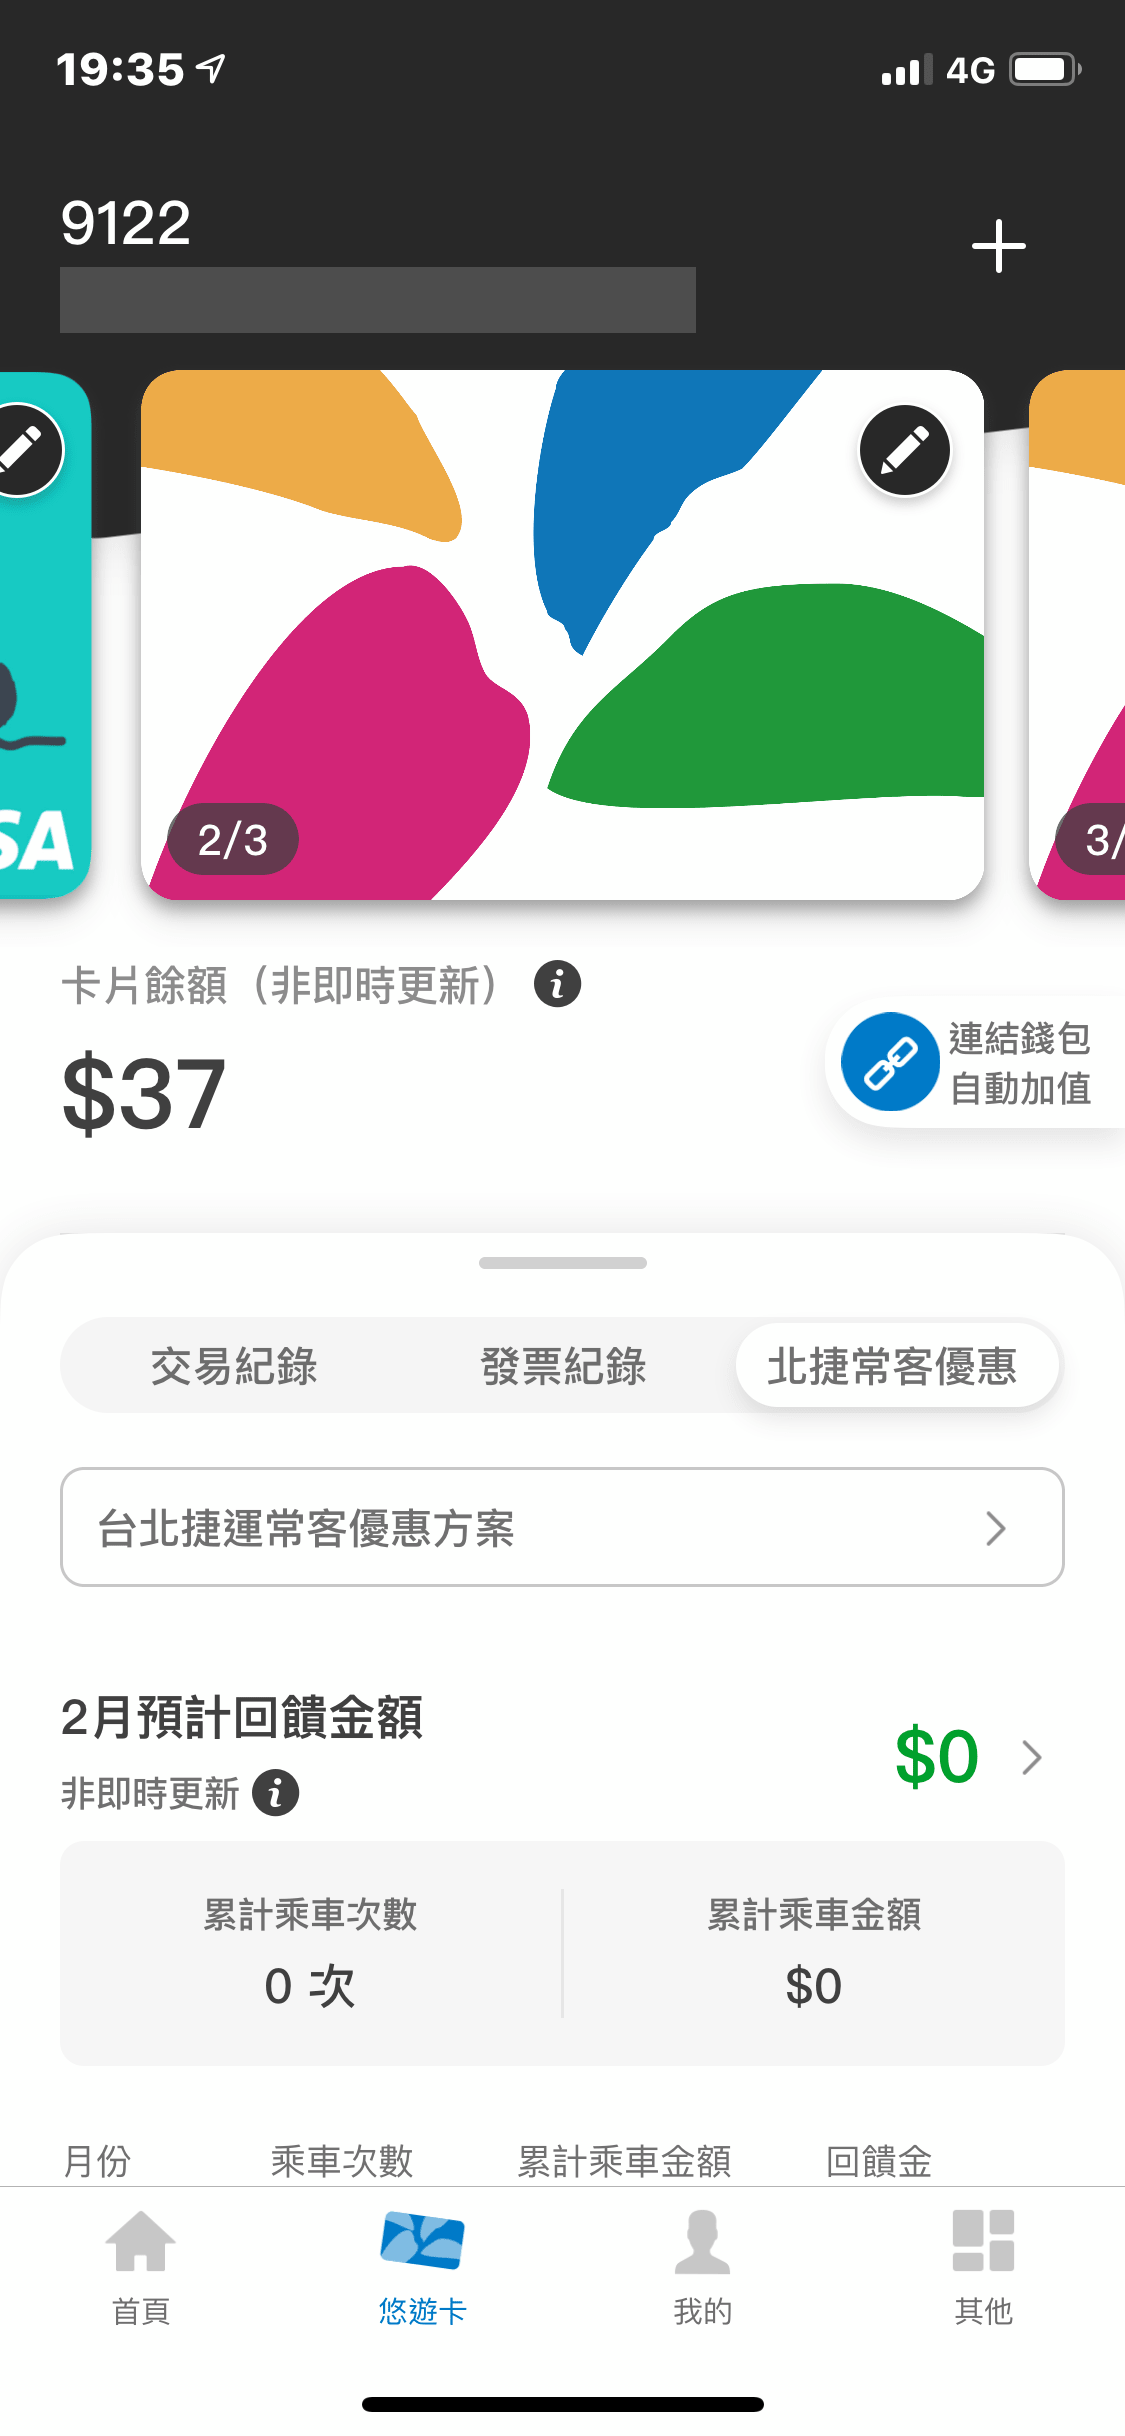 19:35
4G
9122
SA
2/3
3/
卡片餘額（非即時更新）
$37
連結錢包
自動加值
交易紀錄 發票紀錄 北捷常客優惠
台北捷運常客優惠方案
2月預計回饋金額
$0
非即時更新
累計乘車次數 累計乘車金額
0 次 $0
月份 乘車次數 累計乘車金額 回饋金
首頁 悠遊卡 我的 其他